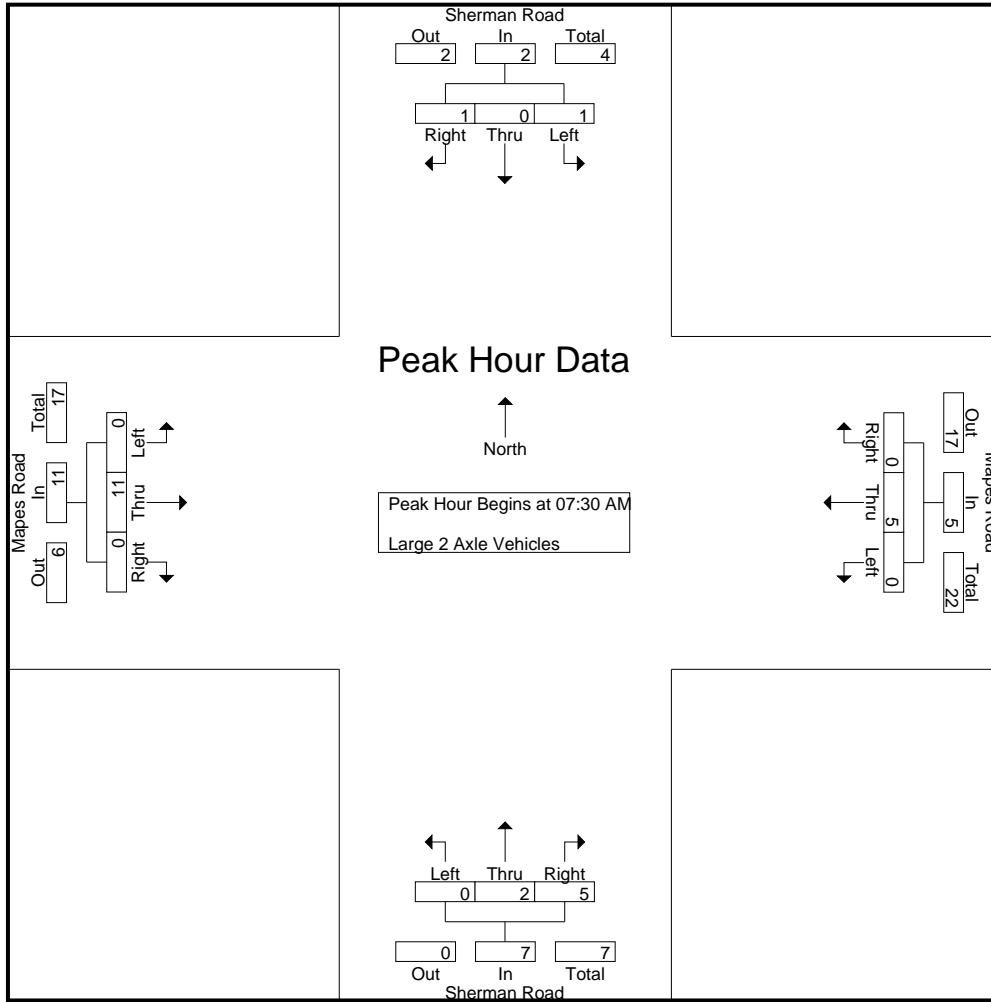 Sherman Road
Out In Total
2 2 4
1 0 1
Right Thru Left
Peak Hour Data
North
Peak Hour Begins at 07:30 AM
Large 2 Axle Vehicles
Mapes Road
Total In Out
17 11 6
0 11 0
Left Thru Right
Right Thru Left
0 5 0
Out In Total
17 5 22
Mapes Road
Left Thru Right
0 2 5
0 7 7
Out In Total
Sherman Road